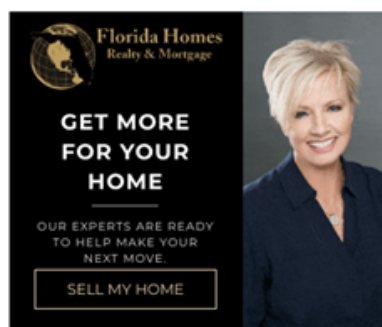 Florida Homes
Realty & Mortgage
GET MORE
FOR YOUR
HOME
OUR EXPERTS ARE READY
TO HELP MAKE YOUR
NEXT MOVE.
SELL MY HOME